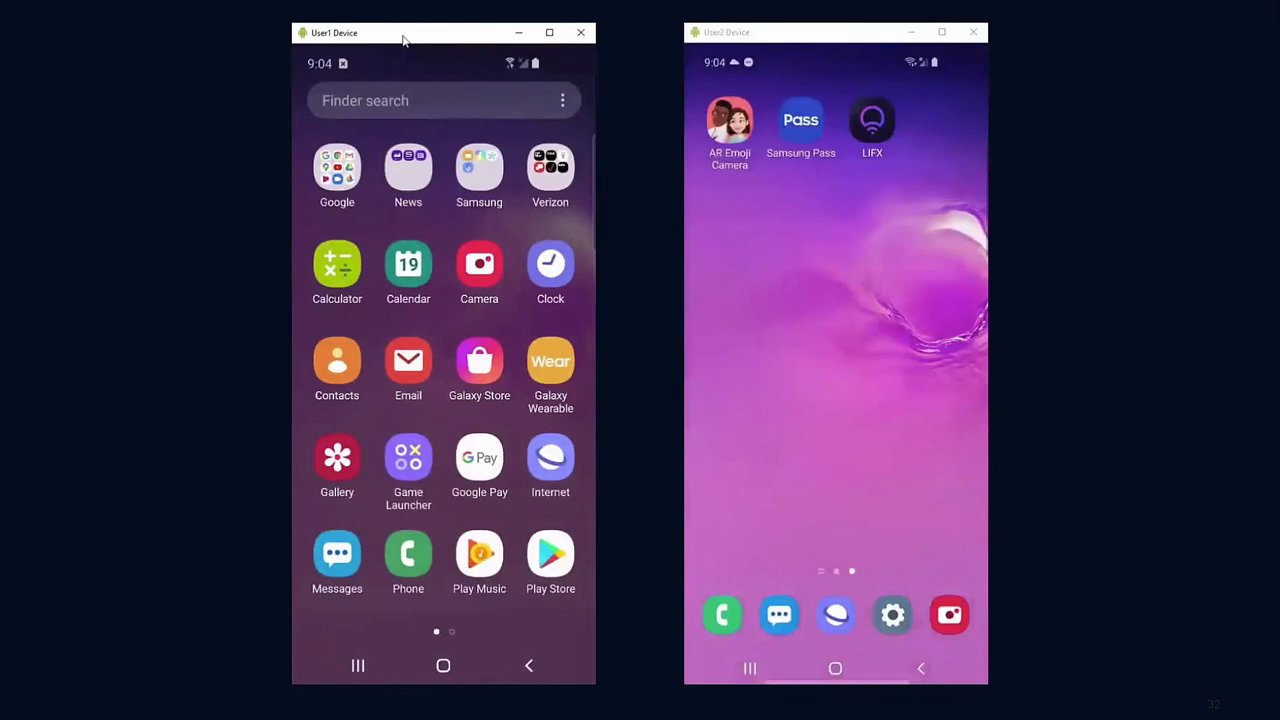 User1 Device
9:04
Finder search
Google
News
Samsung
Verizon
19
Calculator
Calendar
Camera
Clock
Wear
Contacts
Email
Galaxy Store
Galaxy
Wearable
G Pay
Gallery
Game
Launcher
Google Pay
Internet
Messages
Phone
Play Music
Play Store
User2 Device
9:04
Pass
AR Emoji
Camera
Samsung Pass
LIFX
32